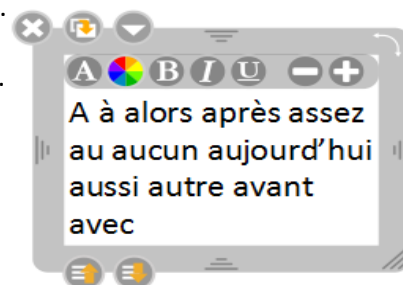 A B I U
A à alors après assez
au aucun aujourd’hui
aussi autre avant
avec